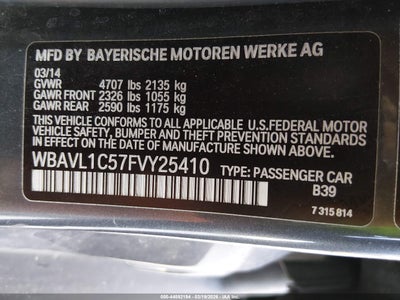 MFD BY BAYERISCHE MOTOREN WERKE AG
03/14
GVWR 4707 lbs 2135 kg
GAWR FRONT 2326 lbs 1055 kg
GAWR REAR 2590 lbs 1175 kg
THIS VEHICLE CONFORMS TO ALL APPLICABLE U.S.FEDERAL MOTOR
VEHICLE SAFETY, BUMPER, AND THEFT PREVENTION STANDARDS IN EFFECT ON
DATE OF MANUFACTURE SHOWN ABOVE.
WBAVL1C57FVY25410 TYPE: PASSENGER CAR
B39
7 315 814